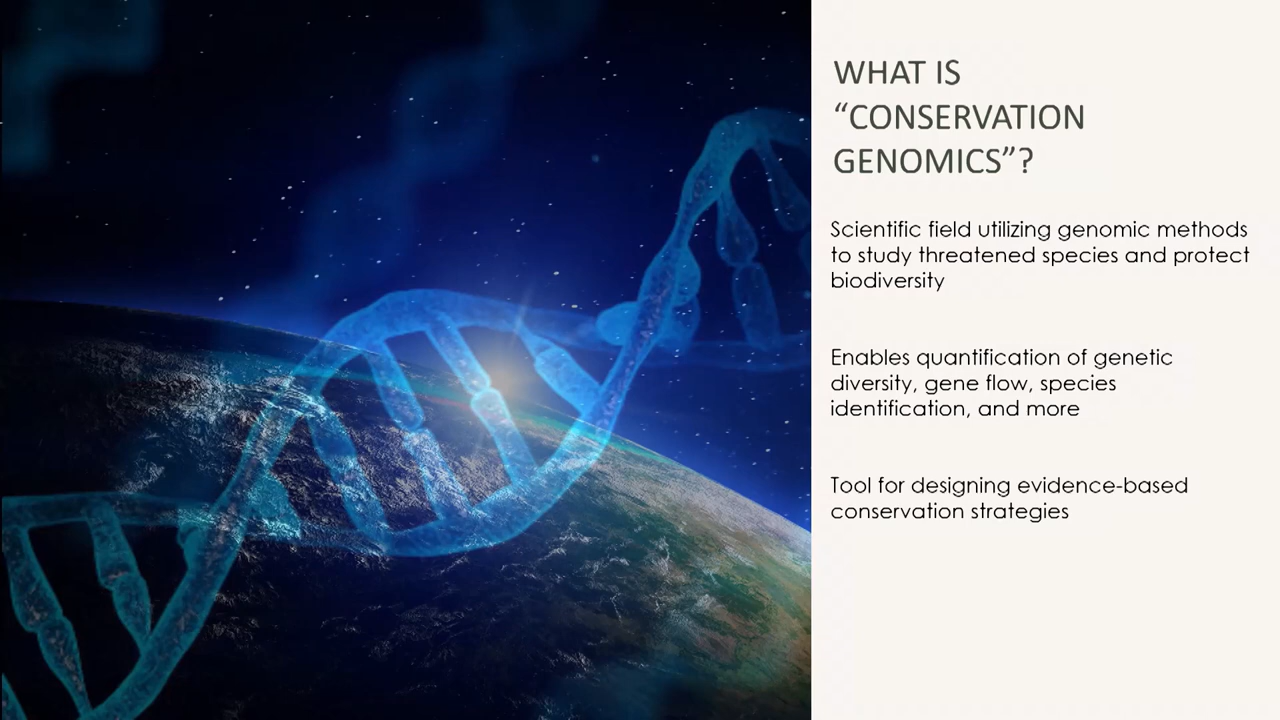 WHAT IS
“CONSERVATION
GENOMICS”?
Scientific field utilizing genomic methods
to study threatened species and protect
biodiversity
Enables quantification of genetic
diversity, gene flow, species
identification, and more
Tool for designing evidence-based
conservation strategies